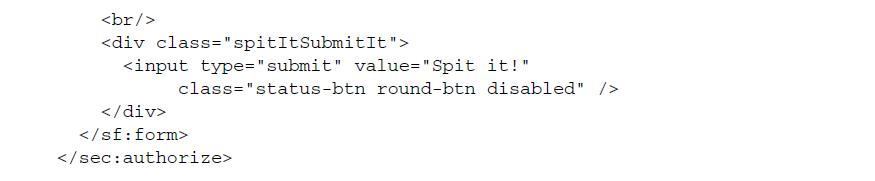 <br/>
<div class="spitItSubmitIt">
<input type="submit" value="Spit it!"
class="status-btn round-btn disabled" />
</div>
</sf:form>
</sec:authorize>